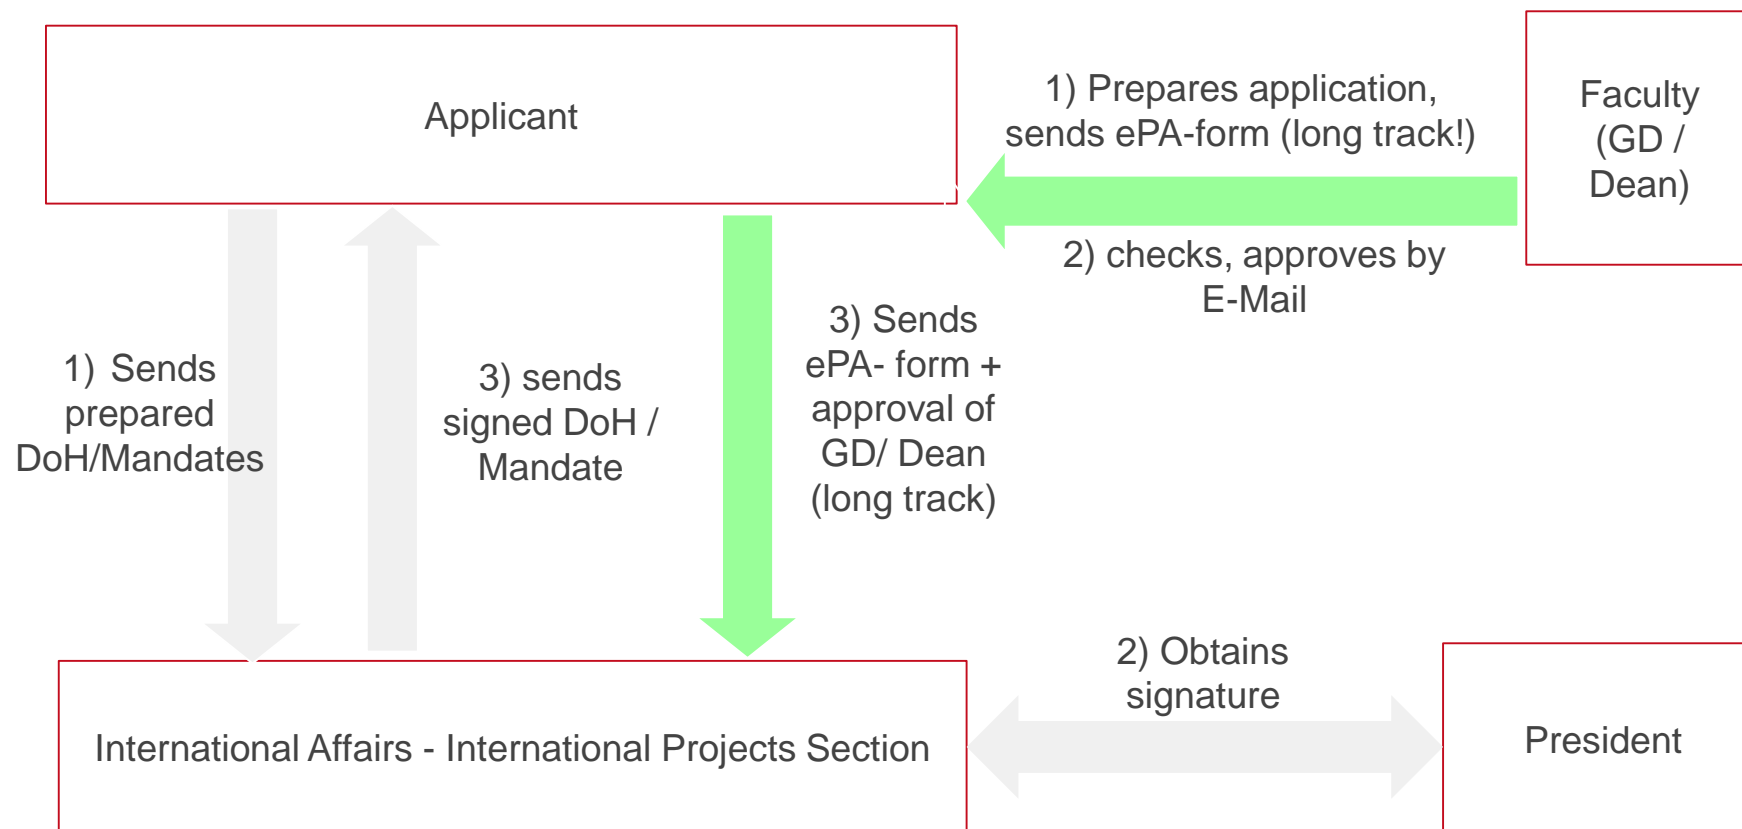 Applicant
1) Prepares application,
sends ePA-form (long track!)
Faculty
(GD /
Dean)
2) checks, approves by
E-Mail
1) Sends
prepared
DoH/Mandates
3) sends
signed DoH /
Mandate
3) Sends
ePA- form +
approval of
GD/ Dean
(long track)
2) Obtains
signature
International Affairs - International Projects Section
President